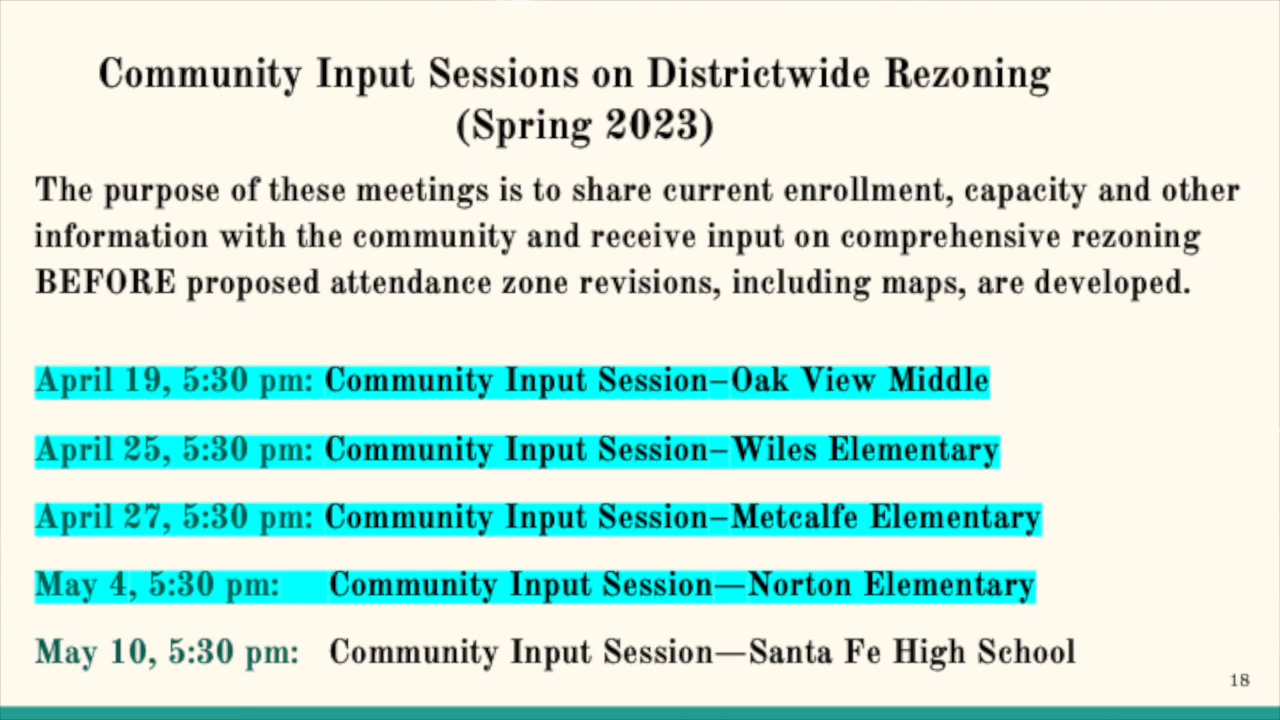 Community Input Sessions on Districtwide Rezoning
(Spring 2023)
The purpose of these meetings is to share current enrollment, capacity and other
information with the community and receive input on comprehensive rezoning
BEFORE proposed attendance zone revisions, including maps, are developed.
April 19, 5:30 pm: Community Input Session–Oak View Middle
April 25, 5:30 pm: Community Input Session–Wiles Elementary
April 27, 5:30 pm: Community Input Session–Metcalfe Elementary
May 4, 5:30 pm: Community Input Session—Norton Elementary
May 10, 5:30 pm: Community Input Session—Santa Fe High School
18